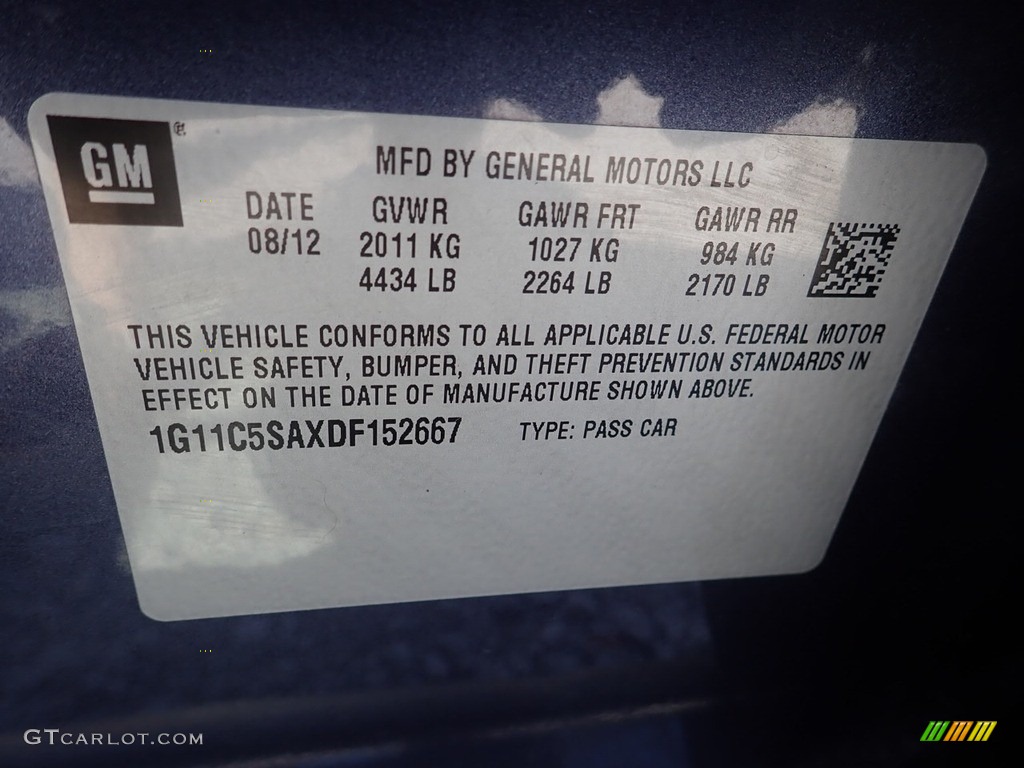 GM ®
MFD BY GENERAL MOTORS LLC
DATE GVWR GAWR FRT GAWR RR
08/12 2011 KG 1027 KG 984 KG
4434 LB 2264 LB 2170 LB
THIS VEHICLE CONFORMS TO ALL APPLICABLE U.S. FEDERAL MOTOR
VEHICLE SAFETY, BUMPER, AND THEFT PREVENTION STANDARDS IN
EFFECT ON THE DATE OF MANUFACTURE SHOWN ABOVE.
1G11C5SAXDF152667 TYPE: PASS CAR
GTCARLOT.COM